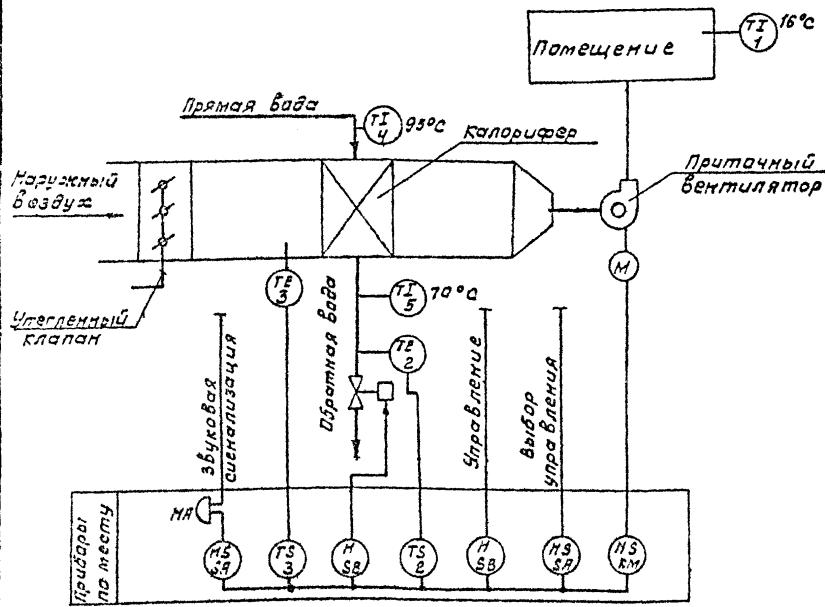 Помещение
TI
1
16°C
Прямая вода
TI
4
95°C
калорифер
Приточный
вентилятор
Наружный
воздух
M
TE
3
TI
5
70°C
Утепленный
клапан
TE
2
Обратная вода
Звуковая
сигнализация
Управление
Выбор
управления
Приборы
по месту
HA
HS
SA
TS
3
H
SB
TS
2
H
SB
HS
SA
NS
KM